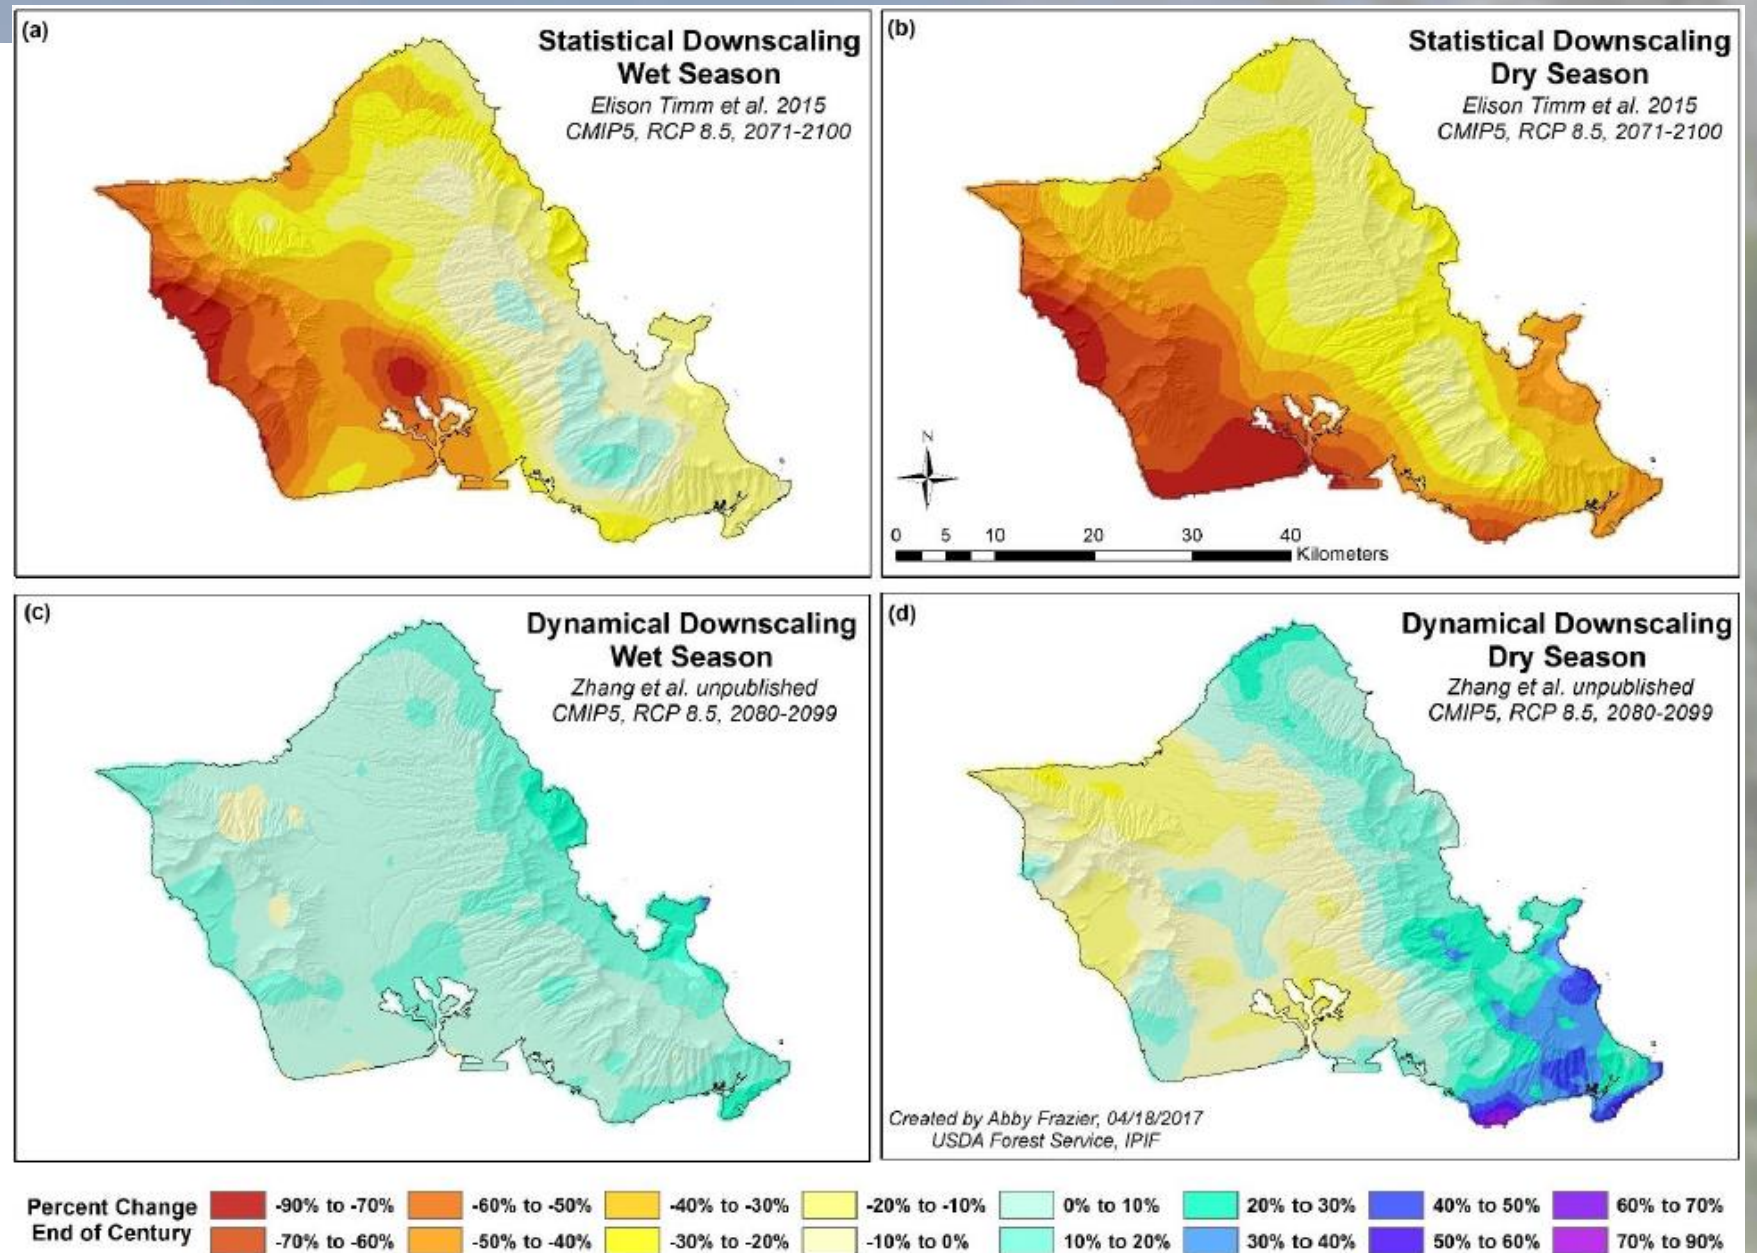 (a)
Statistical Downscaling
Wet Season
Elison Timm et al. 2015
CMIP5, RCP 8.5, 2071-2100
(b)
Statistical Downscaling
Dry Season
Elison Timm et al. 2015
CMIP5, RCP 8.5, 2071-2100
N
0 5 10 20 30 40
Kilometers
(c)
Dynamical Downscaling
Wet Season
Zhang et al. unpublished
CMIP5, RCP 8.5, 2080-2099
(d)
Dynamical Downscaling
Dry Season
Zhang et al. unpublished
CMIP5, RCP 8.5, 2080-2099
Created by Abby Frazier, 04/18/2017
USDA Forest Service, IPIF
Percent Change
End of Century
-90% to -70% -60% to -50% -40% to -30% -20% to -10% 0% to 10% 20% to 30% 40% to 50% 60% to 70%
-70% to -60% -50% to -40% -30% to -20% -10% to 0% 10% to 20% 30% to 40% 50% to 60% 70% to 90%